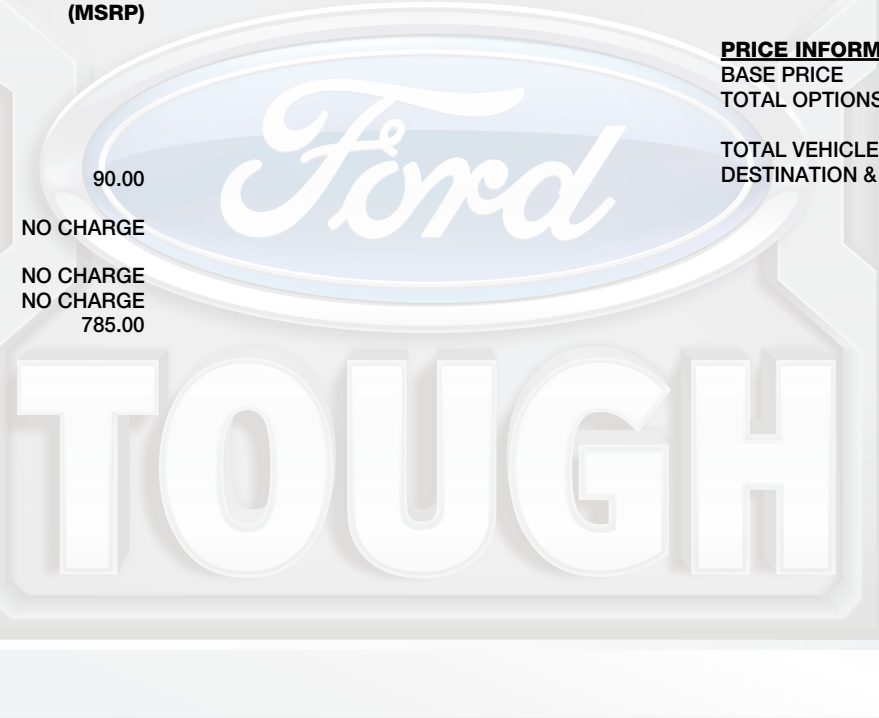 (MSRP)
90.00
NO CHARGE
NO CHARGE
NO CHARGE
785.00
PRICE INFORM
BASE PRICE
TOTAL OPTIONS
TOTAL VEHICLE
DESTINATION &
Ford
TOUGH